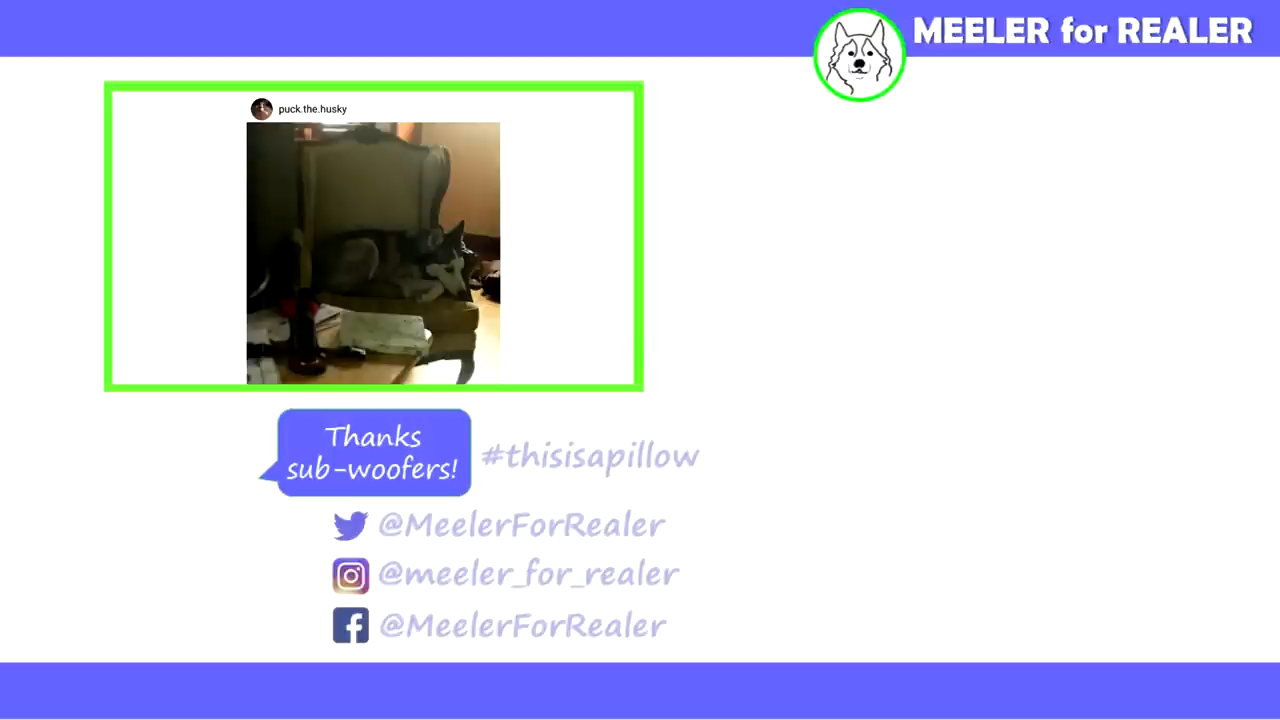 MEELER for REALER
puck.the.husky
Thanks
sub-woofers!
#thisisapillow
@MeelerForRealer
@meeler_for_realer
@MeelerForRealer